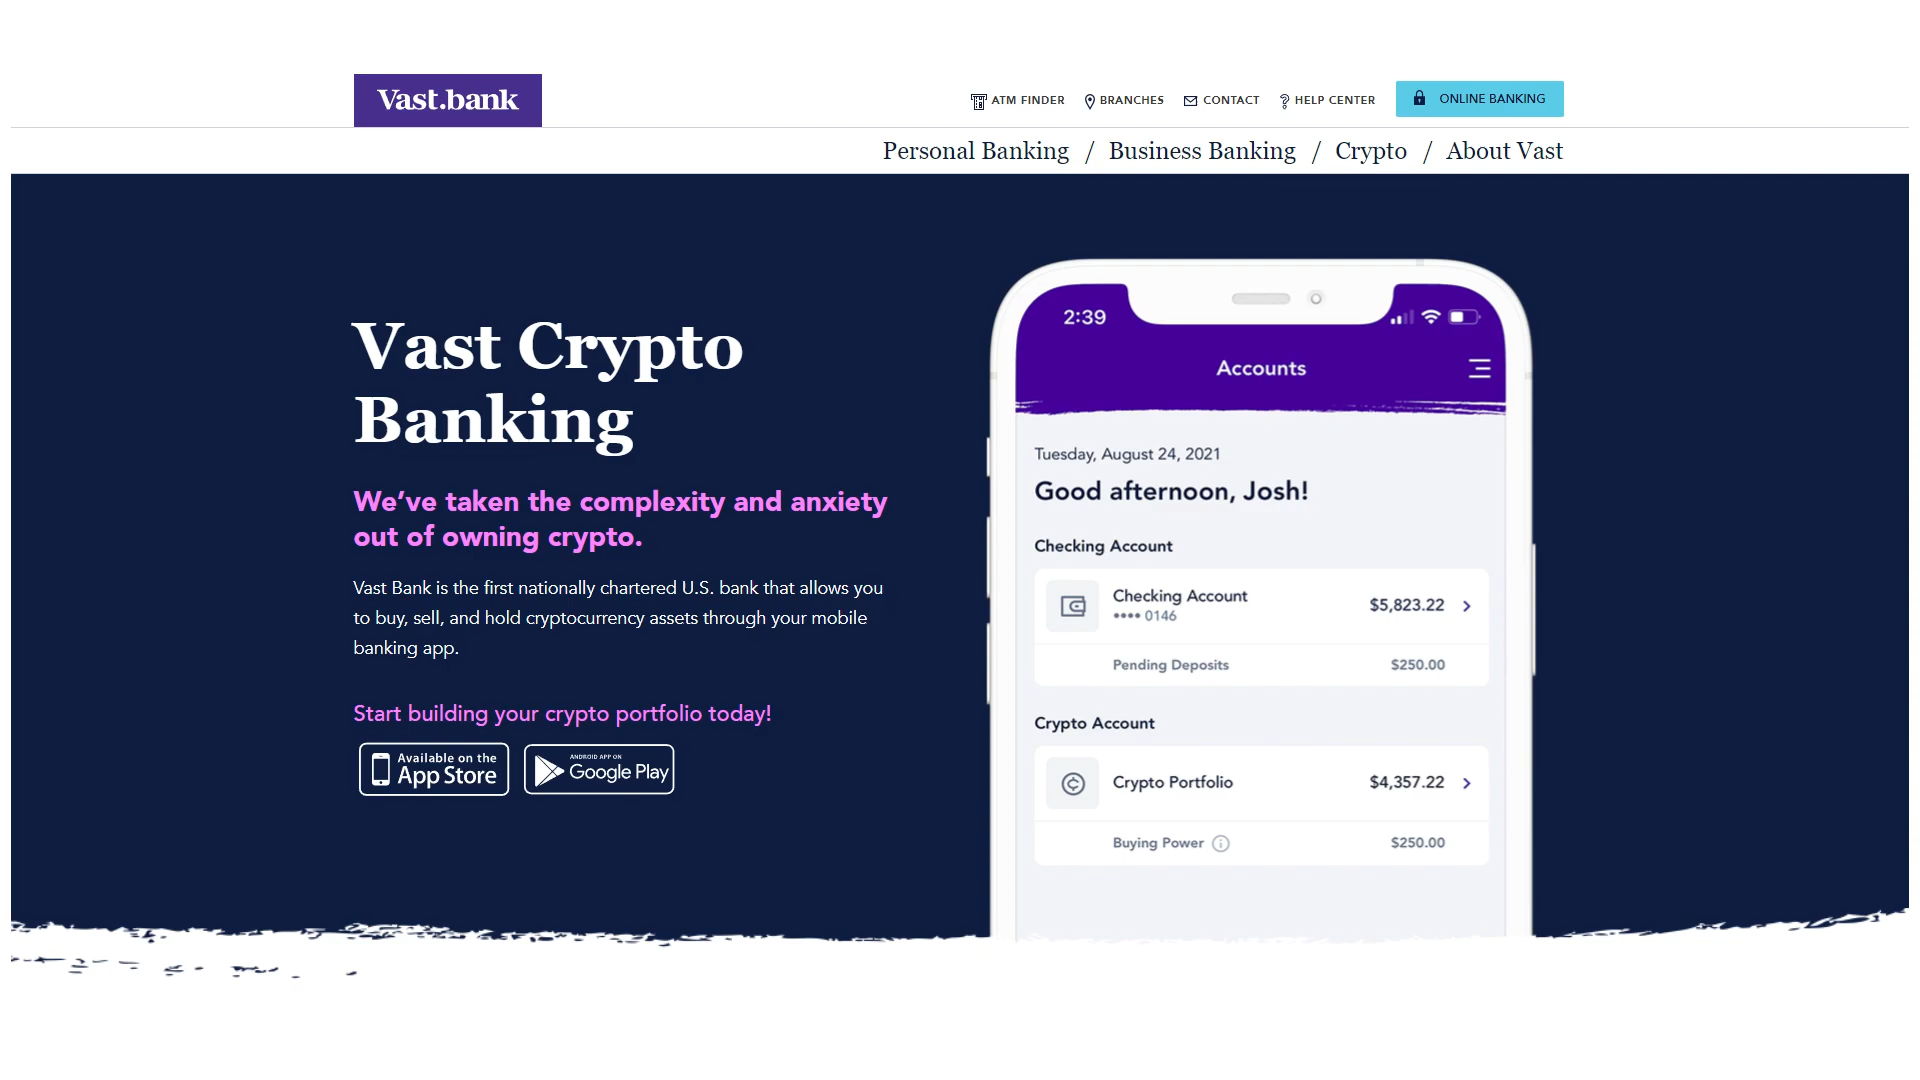 Vast.bank
ATM FINDER
BRANCHES
CONTACT
HELP CENTER
ONLINE BANKING
Personal Banking / Business Banking / Crypto / About Vast
Vast Crypto
Banking
We've taken the complexity and anxiety
out of owning crypto.
Vast Bank is the first nationally chartered U.S. bank that allows you
to buy, sell, and hold cryptocurrency assets through your mobile
banking app.
Start building your crypto portfolio today!
Available on the
App Store
ANDROID APP ON
Google Play
2:39
Accounts
Tuesday, August 24, 2021
Good afternoon, Josh!
Checking Account
Checking Account
•••• 0146
$5,823.22
Pending Deposits
$250.00
Crypto Account
Crypto Portfolio
$4,357.22
Buying Power
$250.00